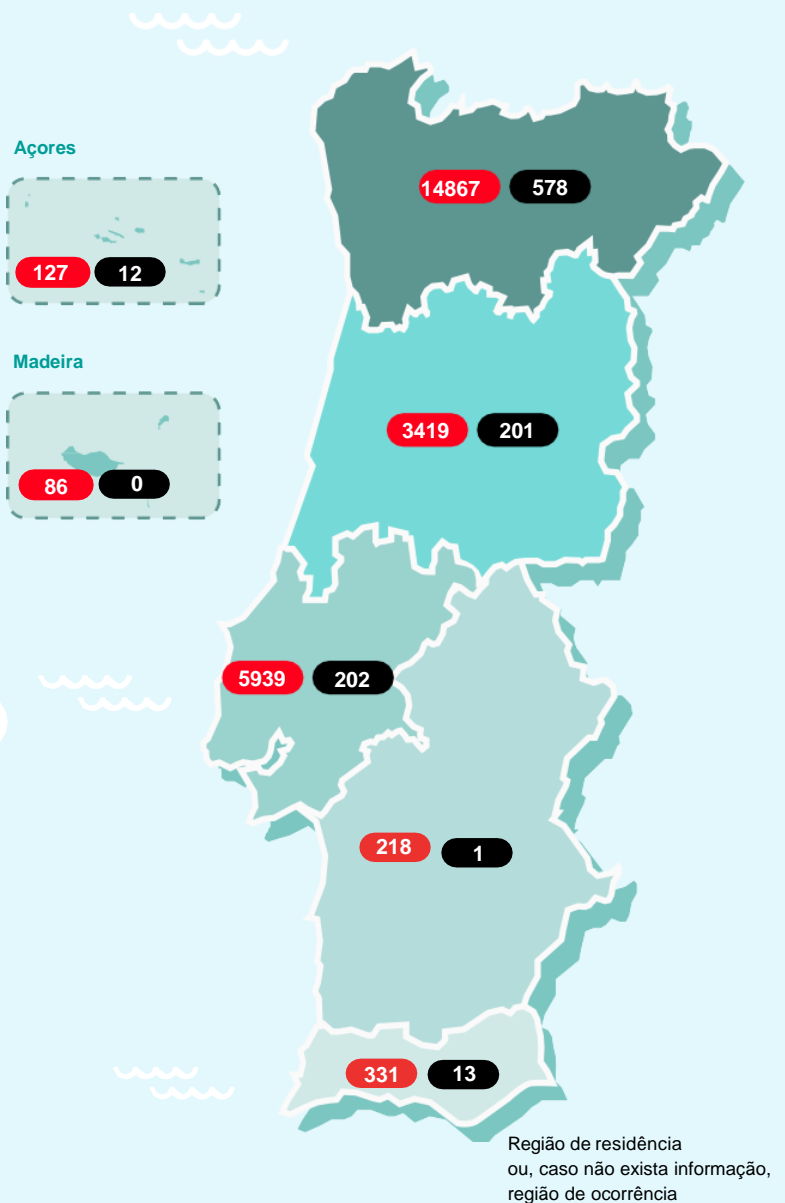 Açores
14867 578
127 12
Madeira
3419 201
86 0
5939 202
218 1
331 13
Região de residência
ou, caso não exista informação,
região de ocorrência